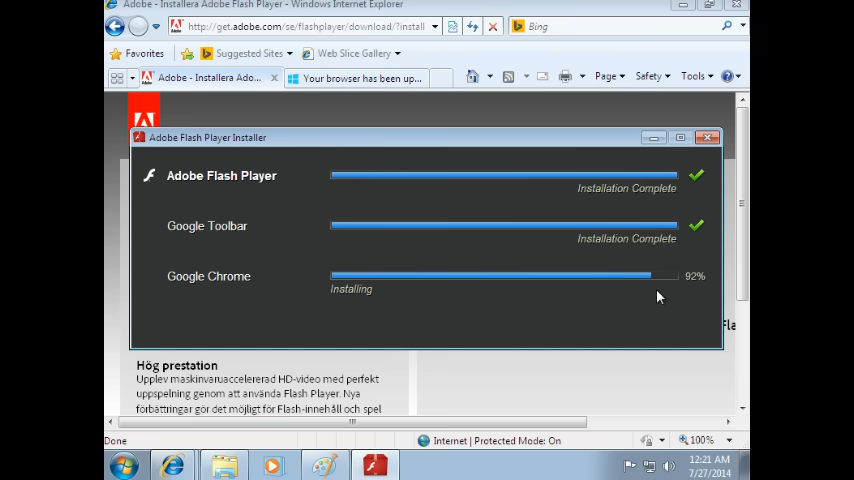 Adobe - Installera Adobe Flash Player - Windows Internet Explorer
http://get.adobe.com/se/flashplayer/download/?install
Bing
Favorites
Suggested Sites
Web Slice Gallery
Adobe - Installera Ado...
Your browser has been up...
Page
Safety
Tools
Adobe Flash Player Installer
Adobe Flash Player
Installation Complete
Google Toolbar
Installation Complete
Google Chrome
92%
Installing
Fla
Hög prestation
Upplev maskinvaruaccelererad HD-video med perfekt
uppspelning genom att använda Flash Player. Nya
förbättringar gör det möjligt för Flash-innehåll och spel
Done
Internet | Protected Mode: On
100%
12:21 AM
7/27/2014